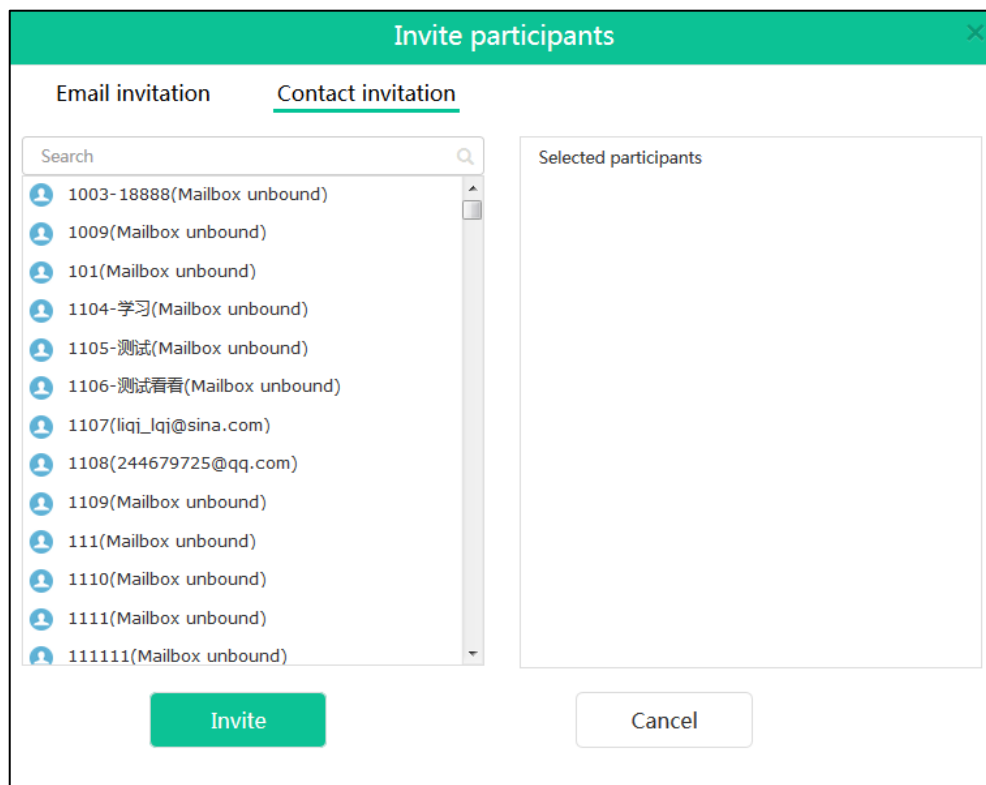 Invite participants
Email invitation
Contact invitation
Search
1003-18888(Mailbox unbound)
1009(Mailbox unbound)
101(Mailbox unbound)
1104-学习(Mailbox unbound)
1105-测试(Mailbox unbound)
1106-测试看看(Mailbox unbound)
1107(liqj_lqj@sina.com)
1108(244679725@qq.com)
1109(Mailbox unbound)
111(Mailbox unbound)
1110(Mailbox unbound)
1111(Mailbox unbound)
111111(Mailbox unbound)
Selected participants
Invite
Cancel